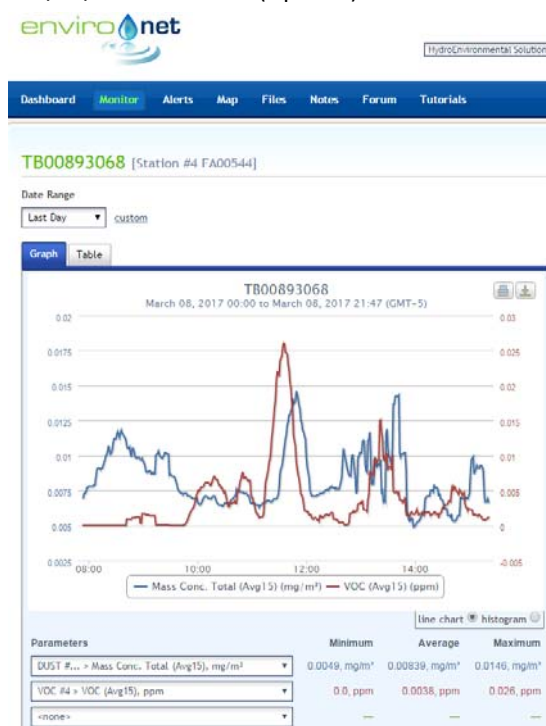 enviro net
HydroEnvironmental Solution
Dashboard Monitor Alerts Map Files Notes Forum Tutorials
TB00893068 [Station #4 FA00544]
Date Range
Last Day custom
Graph Table
TB00893068
March 08, 2017 00:00 to March 08, 2017 21:47 (GMT-5)
0.02 0.03
0.0175 0.025
0.015 0.02
0.0125 0.015
0.01 0.01
0.0075 0.005
0.005 0
0.0025 -0.005
08:00 10:00 12:00 14:00
Mass Conc. Total (Avg15) (mg/m³) VOC (Avg15) (ppm)
line chart histogram
Parameters Minimum Average Maximum
DUST #... > Mass Conc. Total (Avg15), mg/m³ 0.0049, mg/m³ 0.00839, mg/m³ 0.0146, mg/m³
VOC #4 > VOC (Avg15), ppm 0.0, ppm 0.0038, ppm 0.026, ppm
<none> — — —